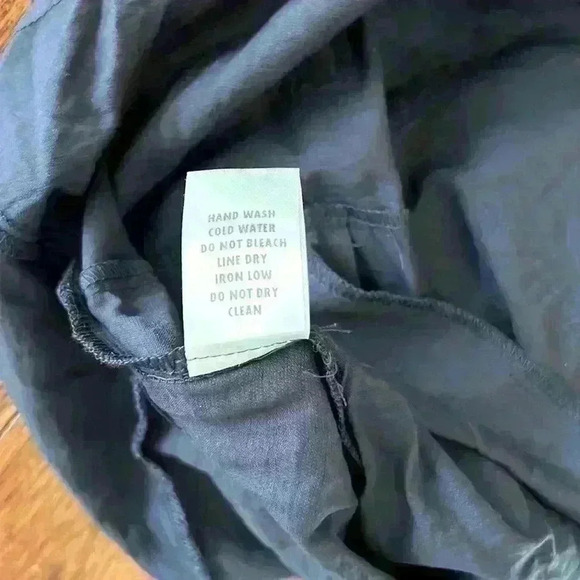 HAND WASH
COLD WATER
DO NOT BLEACH
LINE DRY
IRON LOW
DO NOT DRY
CLEAN